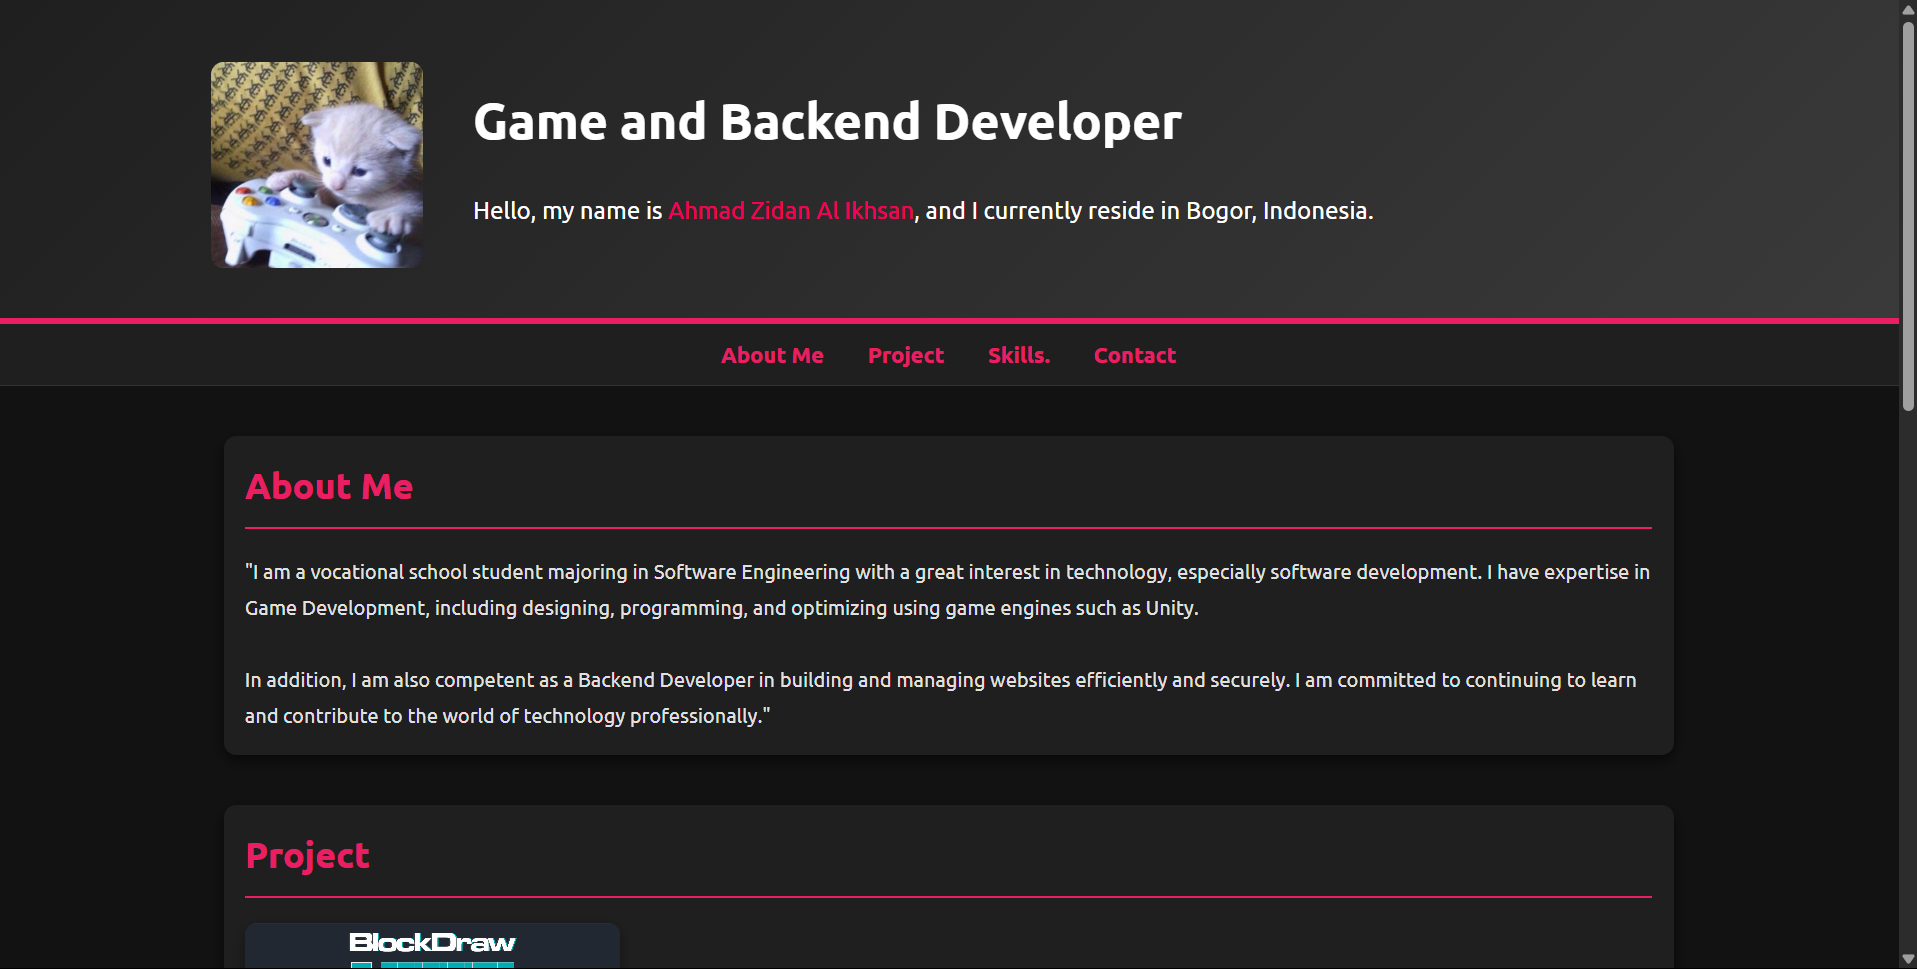 Game and Backend Developer
Hello, my name is Ahmad Zidan Al Ikhsan, and I currently reside in Bogor, Indonesia.
About Me
Project
Skills.
Contact
About Me
"I am a vocational school student majoring in Software Engineering with a great interest in technology, especially software development. I have expertise in
Game Development, including designing, programming, and optimizing using game engines such as Unity.
In addition, I am also competent as a Backend Developer in building and managing websites efficiently and securely. I am committed to continuing to learn
and contribute to the world of technology professionally."
Project
BlockDraw